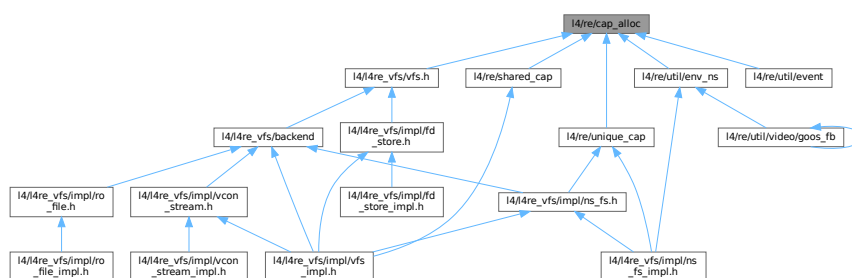 l4/re/cap_alloc
l4/l4re_vfs/vfs.h
l4/re/shared_cap
l4/re/util/env_ns
l4/re/util/event
l4/l4re_vfs/backend
l4/l4re_vfs/impl/fd
_store.h
l4/re/unique_cap
l4/re/util/video/goos_fb
l4/l4re_vfs/impl/ro
_file.h
l4/l4re_vfs/impl/vcon
_stream.h
l4/l4re_vfs/impl/fd
_store_impl.h
l4/l4re_vfs/impl/ns_fs.h
l4/l4re_vfs/impl/ro
_file_impl.h
l4/l4re_vfs/impl/vcon
_stream_impl.h
l4/l4re_vfs/impl/vfs
_impl.h
l4/l4re_vfs/impl/ns
_fs_impl.h